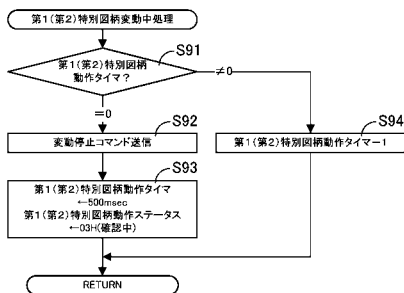 第1(第2)特別図柄変動中処理
S91
第1(第2)特別図柄
動作タイマ?
≠0
=0
S92
変動停止コマンド送信
S94
第1(第2)特別図柄動作タイマー1
S93
第1(第2)特別図柄動作タイマ
←500msec
第1(第2)特別図柄動作ステータス
←03H(確認中)
RETURN